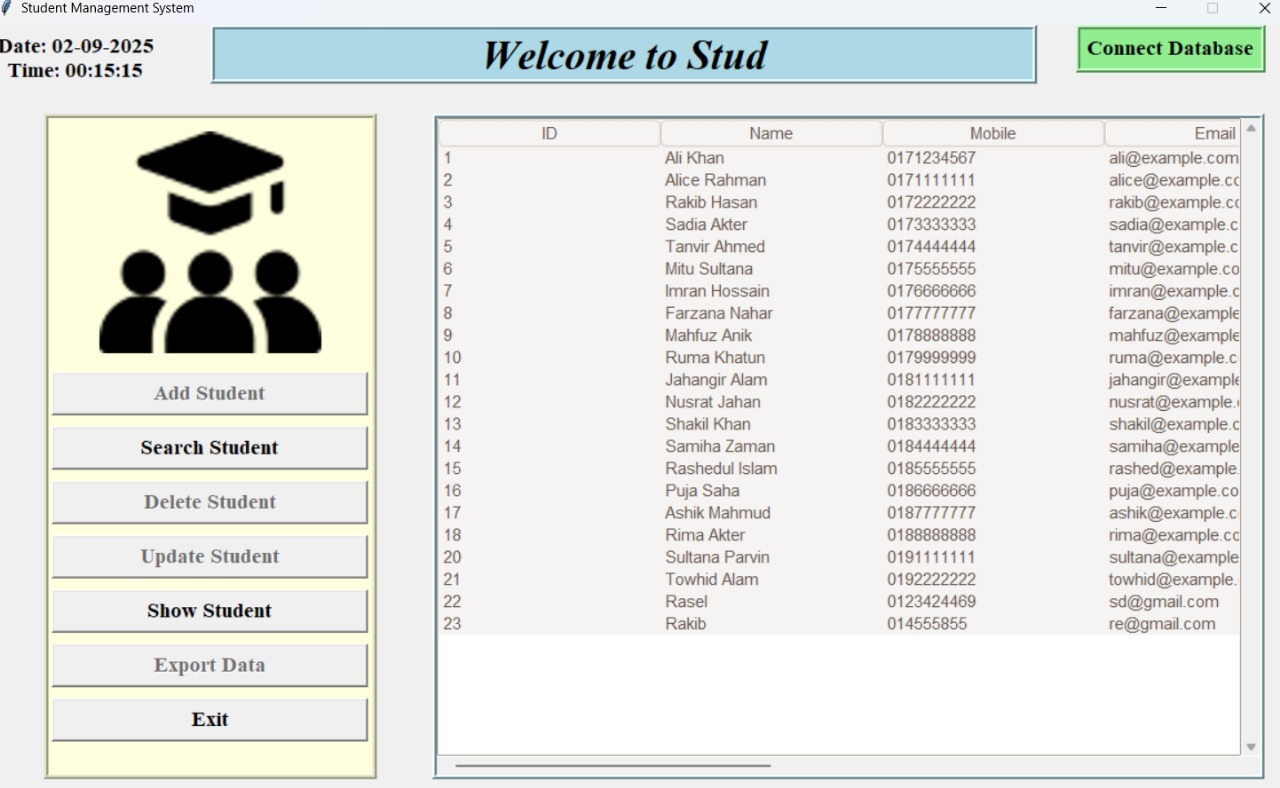 Student Management System
Date: 02-09-2025
Time: 00:15:15
Welcome to Stud
Connect Database
Add Student
Search Student
Delete Student
Update Student
Show Student
Export Data
Exit
ID Name Mobile Email
1 Ali Khan 0171234567 ali@example.com
2 Alice Rahman 0171111111 alice@example.co
3 Rakib Hasan 0172222222 rakib@example.co
4 Sadia Akter 0173333333 sadia@example.c
5 Tanvir Ahmed 0174444444 tanvir@example.c
6 Mitu Sultana 0175555555 mitu@example.co
7 Imran Hossain 0176666666 imran@example.c
8 Farzana Nahar 0177777777 farzana@example
9 Mahfuz Anik 0178888888 mahfuz@example
10 Ruma Khatun 0179999999 ruma@example.c
11 Jahangir Alam 0181111111 jahangir@example
12 Nusrat Jahan 0182222222 nusrat@example.
13 Shakil Khan 0183333333 shakil@example.c
14 Samiha Zaman 0184444444 samiha@example
15 Rashedul Islam 0185555555 rashed@example.
16 Puja Saha 0186666666 puja@example.co
17 Ashik Mahmud 0187777777 ashik@example.c
18 Rima Akter 0188888888 rima@example.co
20 Sultana Parvin 0191111111 sultana@example
21 Towhid Alam 0192222222 towhid@example.
22 Rasel 0123424469 sd@gmail.com
23 Rakib 014555855 re@gmail.com